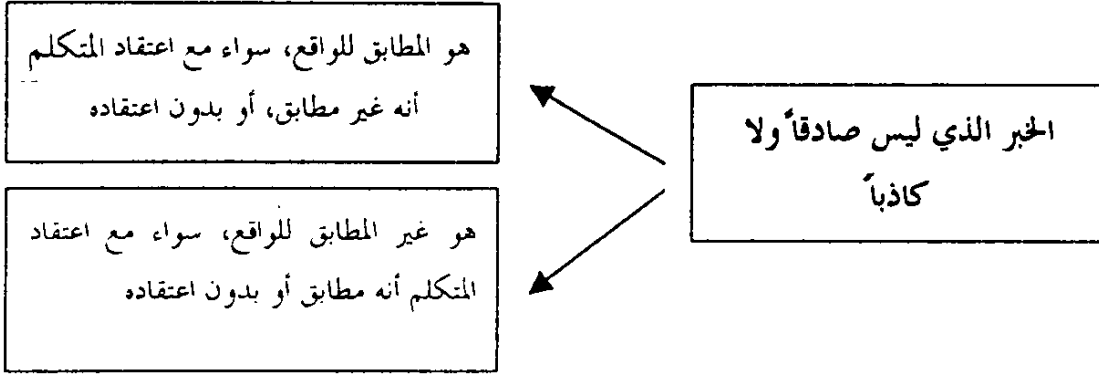 الخبر الذي ليس صادقاً ولا
كاذباً
هو المطابق للواقع، سواء مع اعتقاد المتكلم
أنه غير مطابق، أو بدون اعتقاده
هو غير المطابق للواقع، سواء مع اعتقاد
المتكلم أنه مطابق أو بدون اعتقاده